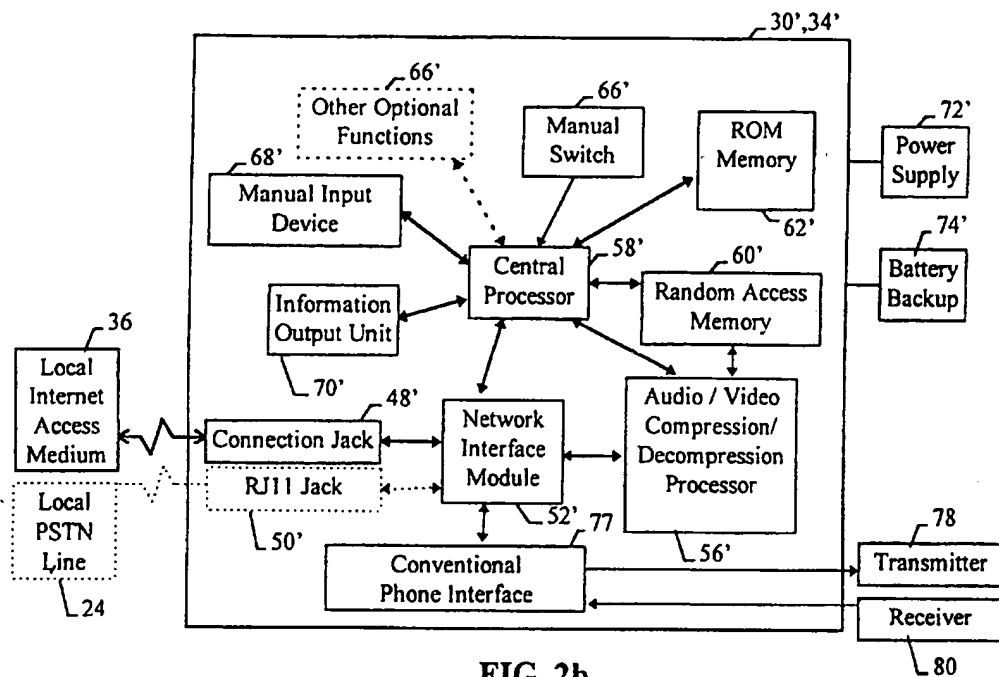 30',34'
66'
Other Optional
Functions
66'
Manual
Switch
ROM
Memory
62'
72'
Power
Supply
68'
Manual Input
Device
58'
Central
Processor
60'
Random Access
Memory
74'
Battery
Backup
Information
Output Unit
70'
36
Local
Internet
Access
Medium
48'
Connection Jack
RJ11 Jack
50'
Network
Interface
Module
52'
Audio / Video
Compression/
Decompression
Processor
56'
Local
PSTN
Line
24
77
Conventional
Phone Interface
78
Transmitter
Receiver
80
FIG. 2b